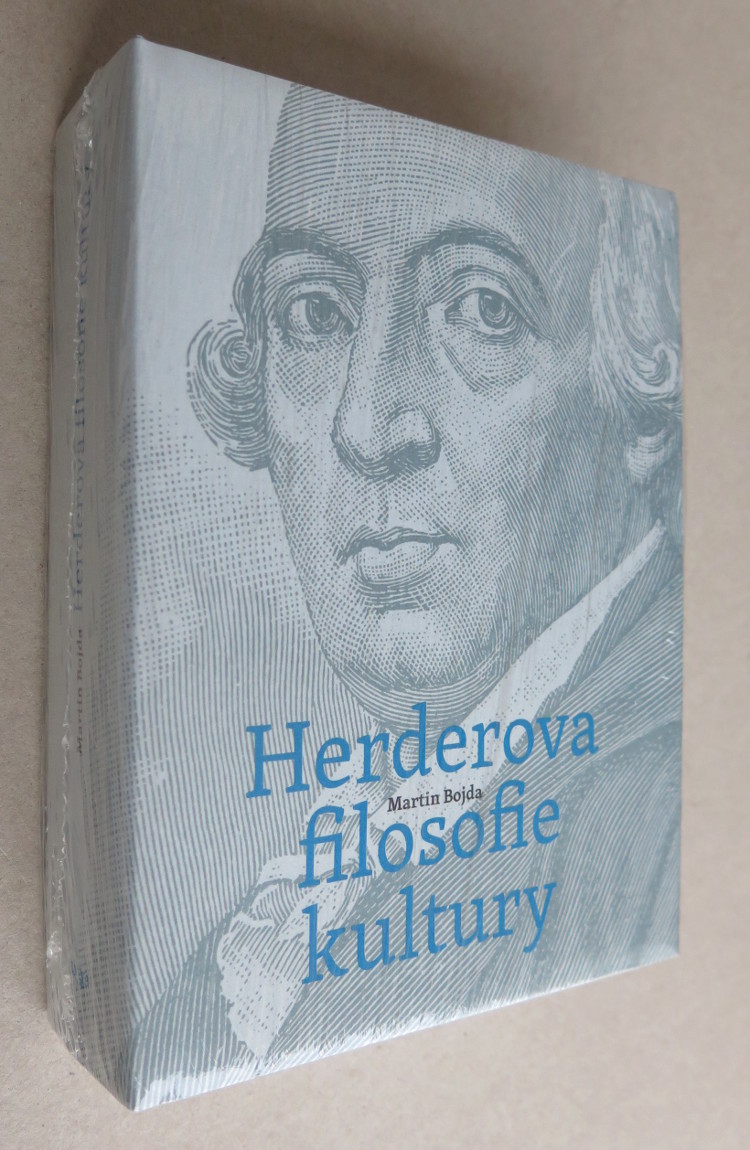 Herderova
Martin Bojda
filosofie
kultury
Martin Bojda Herderova filosofie kultury